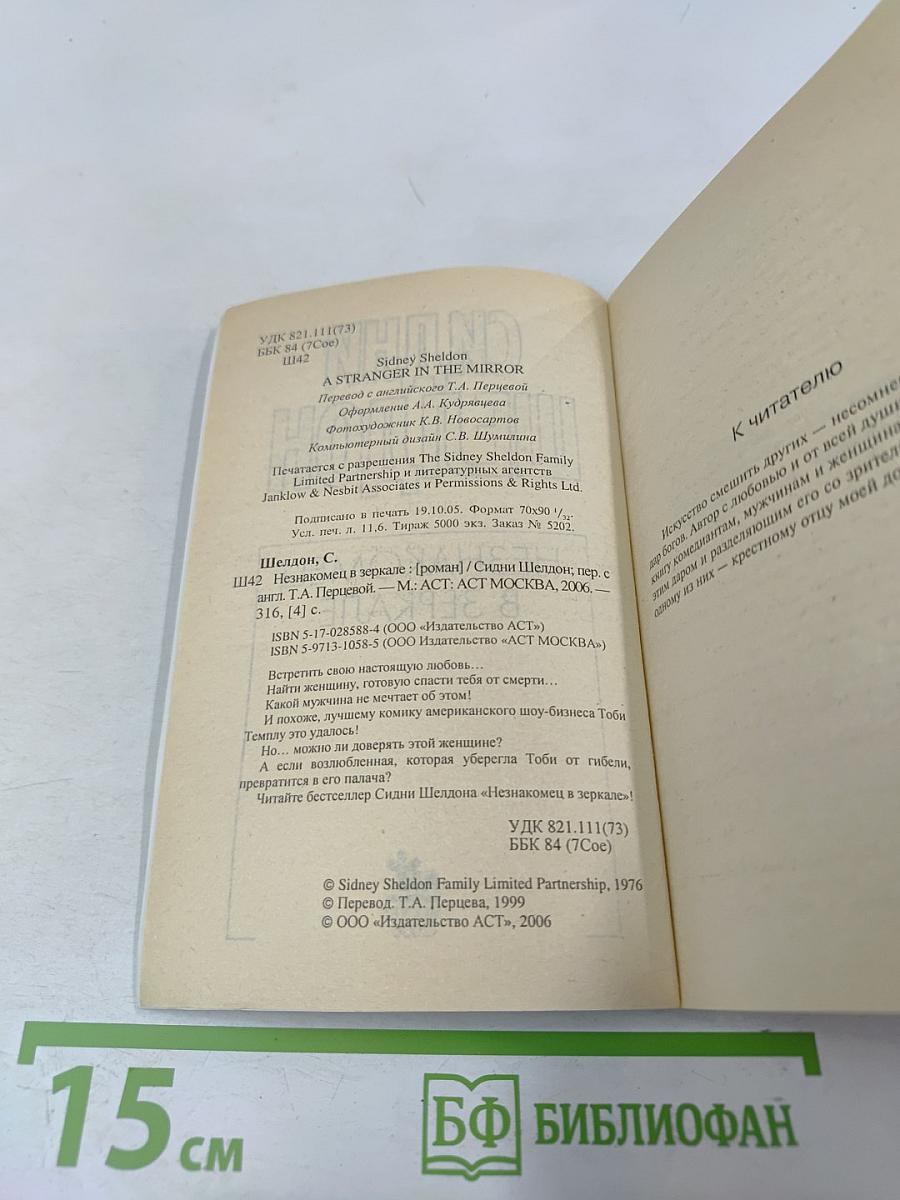 УДК 821.111(73)
ББК 84 (7Сое)
Ш42
Sidney Sheldon
A STRANGER IN THE MIRROR
Перевод с английского Т.А. Перцевой
Оформление А.А. Кудрявцева
Фотохудожник К.В. Новосартов
Компьютерный дизайн С.В. Шумилина
Печатается с разрешения The Sidney Sheldon Family
Limited Partnership и литературных агентств
Janklow & Nesbit Associates и Permissions & Rights Ltd.
Подписано в печать 19.10.05. Формат 70x90 1/32.
Усл. печ. л. 11,6. Тираж 5000 экз. Заказ № 5202.
Шелдон, С.
Ш42 Незнакомец в зеркале : [роман] / Сидни Шелдон; пер. с
англ. Т.А. Перцевой. — М.: АСТ: АСТ МОСКВА, 2006. —
316, [4] с.
ISBN 5-17-028588-4 (ООО «Издательство АСТ»)
ISBN 5-9713-1058-5 (ООО Издательство «АСТ МОСКВА»)
Встретить свою настоящую любовь...
Найти женщину, готовую спасти тебя от смерти...
Какой мужчина не мечтает об этом!
И похоже, лучшему комику американского шоу-бизнеса Тоби
Темплу это удалось!
Но... можно ли доверять этой женщине?
А если возлюбленная, которая уберегла Тоби от гибели,
превратится в его палача?
Читайте бестселлер Сидни Шелдона «Незнакомец в зеркале»!
УДК 821.111(73)
ББК 84 (7Сое)
© Sidney Sheldon Family Limited Partnership, 1976
© Перевод. Т.А. Перцева, 1999
© ООО «Издательство АСТ», 2006
К читателю
Искусство смешить других —
дар богов. Автор с любовью и от всей души
книгу комедиантам, мужчинам и женщинам
этим даром и разделяющим его со
одному из них — крестному отцу моей
15 см
БФ БИБЛИОФАН